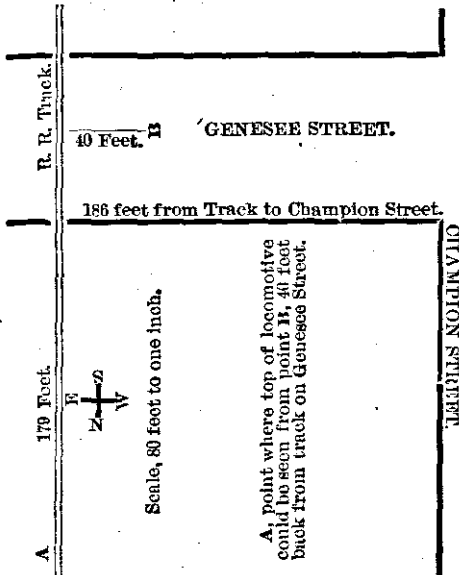 R. R. Track.
40 Feet.
B
GENESEE STREET.
186 feet from Track to Champion Street.
CHAMPION STREET.
179 Feet.
A
E
S
N
W
Scale, 80 feet to one inch.
A, point where top of locomotive
could be seen from point B, 40 feet
back from track on Genesee Street.